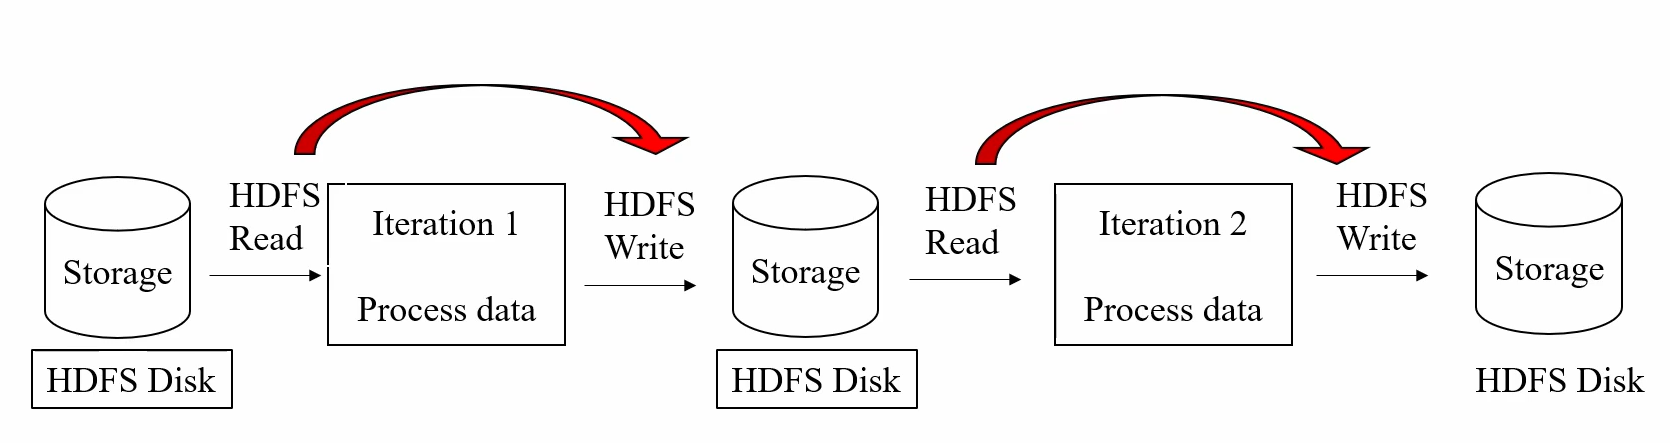 Storage
HDFS Disk
HDFS
Read
Iteration 1
Process data
HDFS
Write
Storage
HDFS Disk
HDFS
Read
Iteration 2
Process data
HDFS
Write
Storage
HDFS Disk